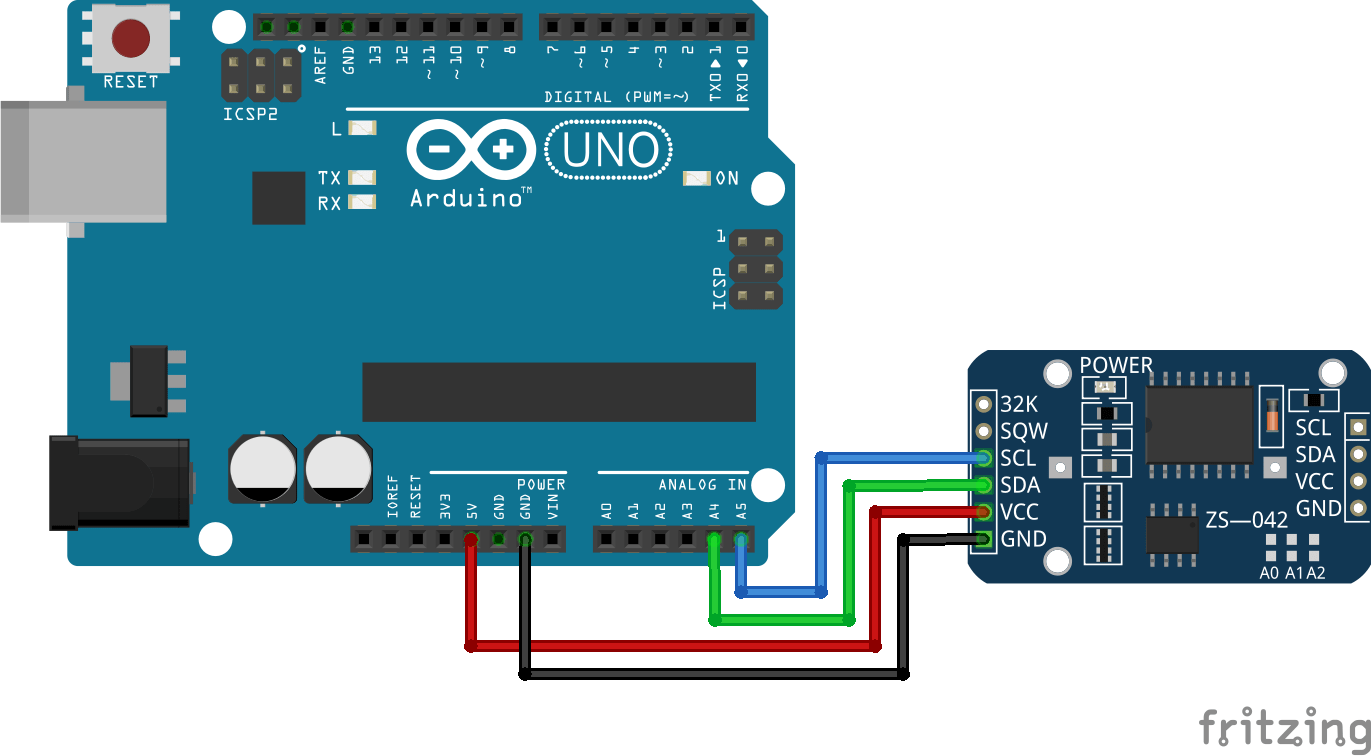 RESET
ICSP2
AREF
GND
13
12
~11
~10
~9
8
7
~6
~5
4
~3
2
TX0▶1
RX0◀0
DIGITAL (PWM=~)
L
TX
RX
Arduino™
UNO
ON
1
ICSP
IOREF
RESET
3V3
5V
GND
GND
VIN
POWER
A0
A1
A2
A3
A4
A5
ANALOG IN
POWER
32K
SQW
SCL
SDA
VCC
GND
SCL
SDA
VCC
GND
ZS—042
A0 A1 A2
fritzing